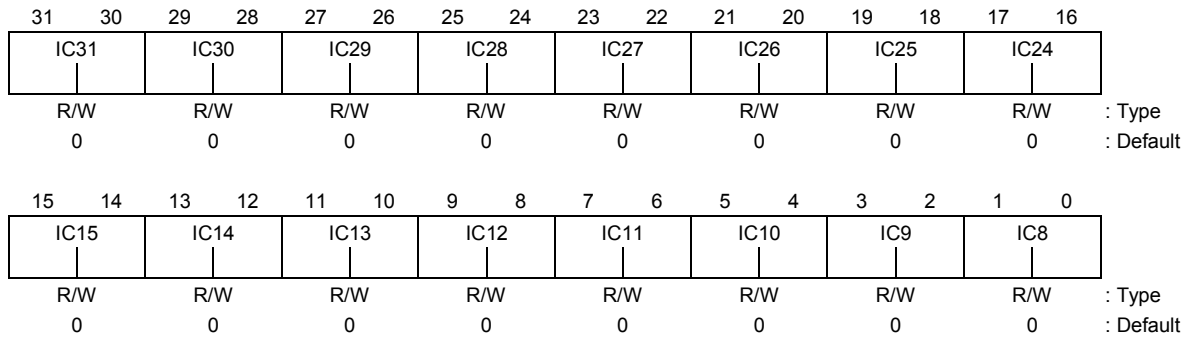 31 30 29 28 27 26 25 24 23 22 21 20 19 18 17 16
IC31 IC30 IC29 IC28 IC27 IC26 IC25 IC24
R/W R/W R/W R/W R/W R/W R/W R/W : Type
0 0 0 0 0 0 0 0 : Default
15 14 13 12 11 10 9 8 7 6 5 4 3 2 1 0
IC15 IC14 IC13 IC12 IC11 IC10 IC9 IC8
R/W R/W R/W R/W R/W R/W R/W R/W : Type
0 0 0 0 0 0 0 0 : Default